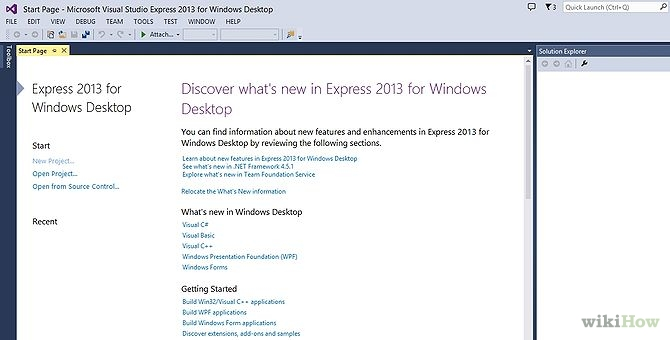 Start Page - Microsoft Visual Studio Express 2013 for Windows Desktop
3
Quick Launch (Ctrl+Q)
FILE EDIT VIEW DEBUG TEAM TOOLS TEST WINDOW HELP
Attach...
Toolbox
Start Page
Solution Explorer
Express 2013 for
Windows Desktop
Start
New Project...
Open Project...
Open from Source Control...
Recent
Discover what's new in Express 2013 for Windows
Desktop
You can find information about new features and enhancements in Express 2013 for
Windows Desktop by reviewing the following sections.
Learn about new features in Express 2013 for Windows Desktop
See what's new in .NET Framework 4.5.1
Explore what's new in Team Foundation Service
Relocate the What's New information
What's new in Windows Desktop
Visual C#
Visual Basic
Visual C++
Windows Presentation Foundation (WPF)
Windows Forms
Getting Started
Build Win32/Visual C++ applications
Build WPF applications
Build Windows Form applications
Discover extensions, add-ons and samples
wikiHow